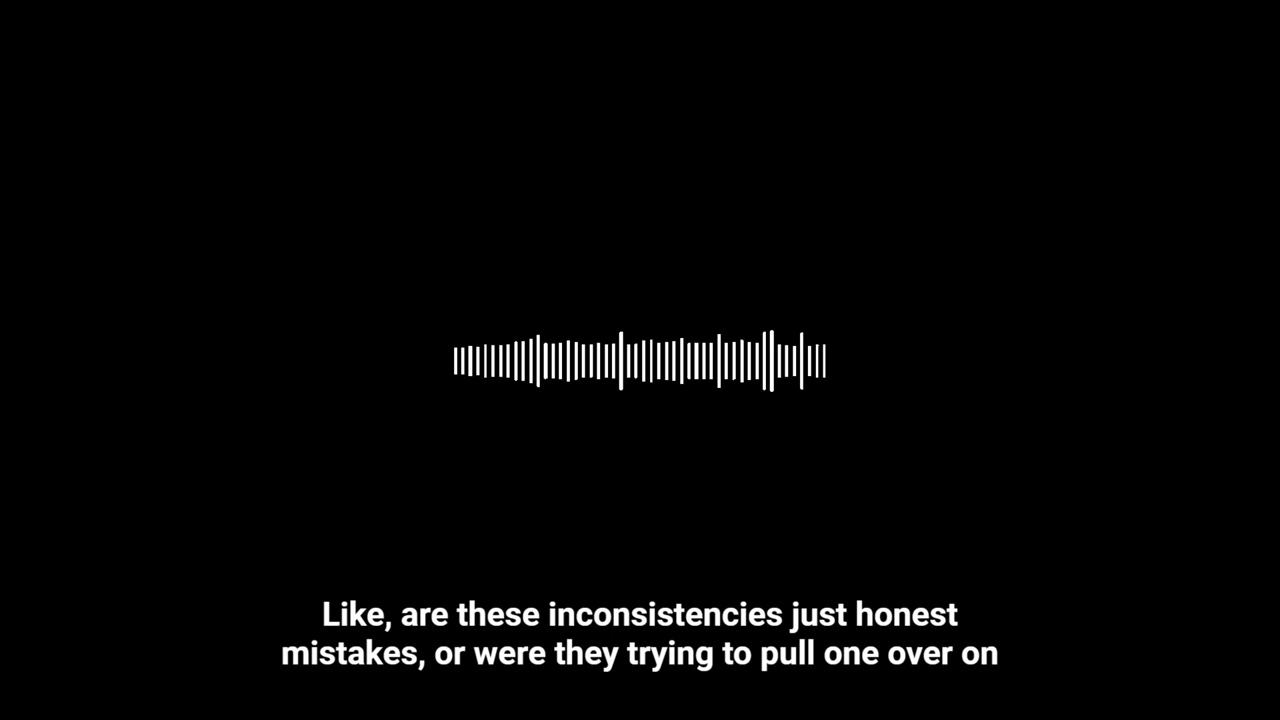 Like, are these inconsistencies just honest
mistakes, or were they trying to pull one over on